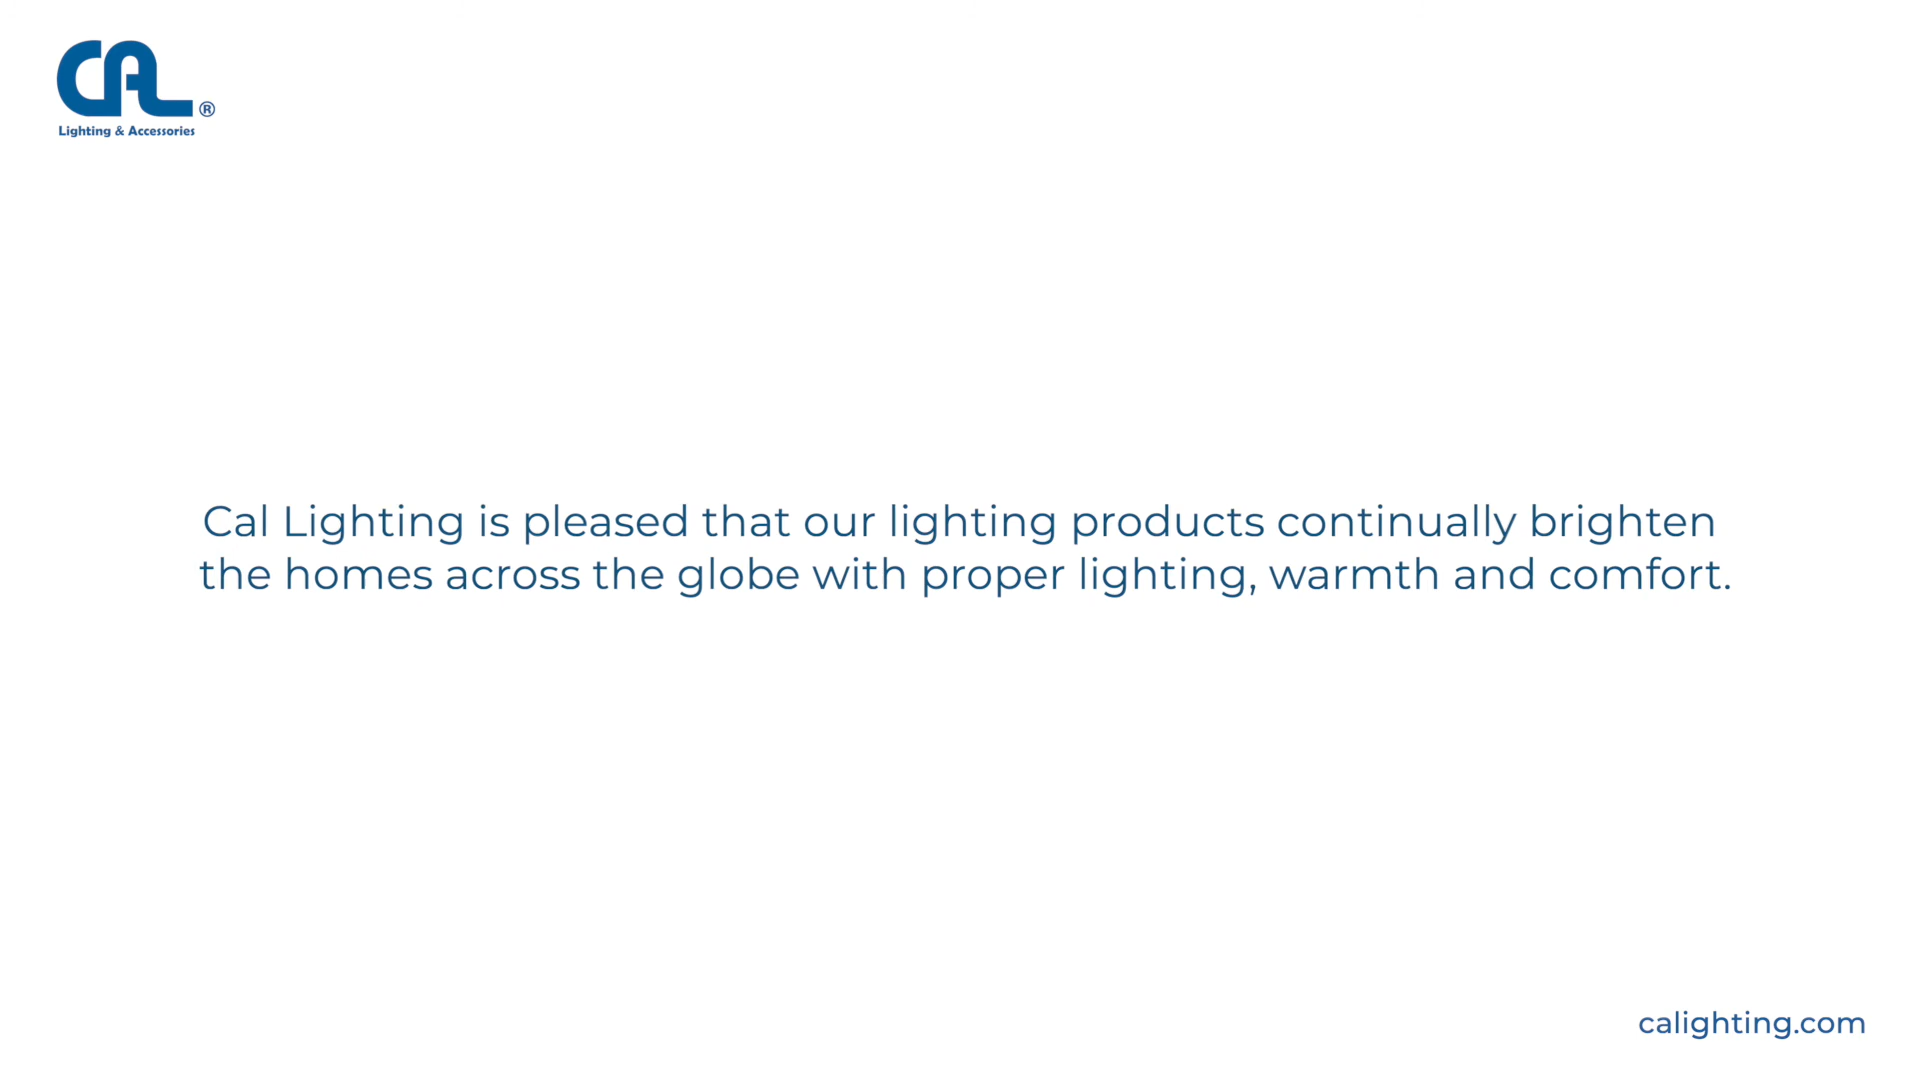 CAL®
Lighting & Accessories
Cal Lighting is pleased that our lighting products continually brighten
the homes across the globe with proper lighting, warmth and comfort.
calighting.com